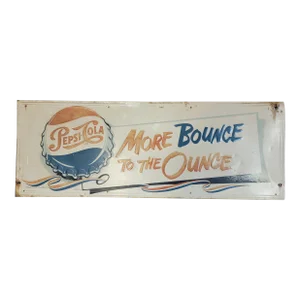 PEPSI-COLA
MORE BOUNCE
TO THE OUNCE